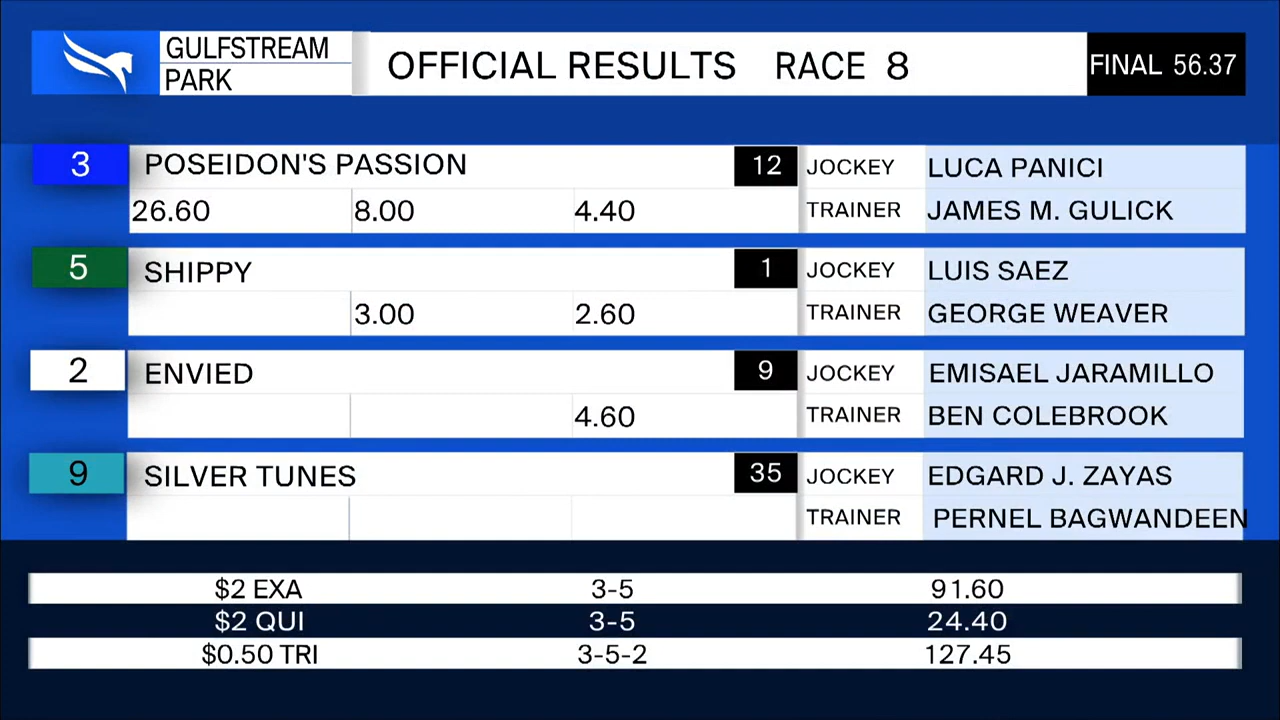 GULFSTREAM
PARK
OFFICIAL RESULTS RACE 8
FINAL 56.37
3 POSEIDON'S PASSION 12 JOCKEY LUCA PANICI
26.60 8.00 4.40 TRAINER JAMES M. GULICK
5 SHIPPY 1 JOCKEY LUIS SAEZ
3.00 2.60 TRAINER GEORGE WEAVER
2 ENVIED 9 JOCKEY EMISAEL JARAMILLO
4.60 TRAINER BEN COLEBROOK
9 SILVER TUNES 35 JOCKEY EDGARD J. ZAYAS
TRAINER PERNEL BAGWANDEEN
$2 EXA 3-5 91.60
$2 QUI 3-5 24.40
$0.50 TRI 3-5-2 127.45